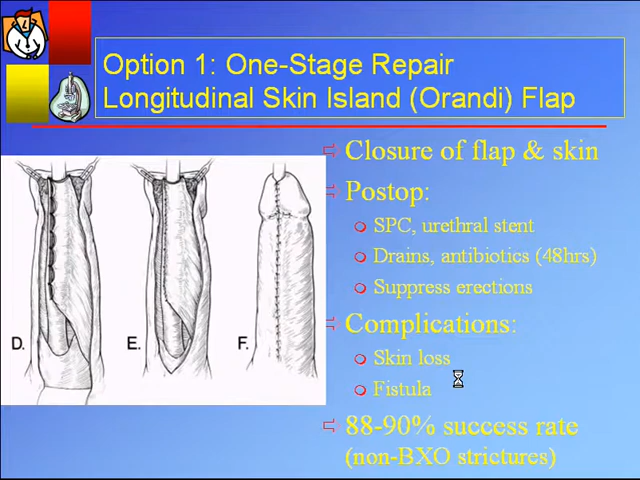 Option 1: One-Stage Repair
Longitudinal Skin Island (Orandi) Flap
Closure of flap & skin
Postop:
SPC, urethral stent
Drains, antibiotics (48hrs)
Suppress erections
Complications:
Skin loss
Fistula
88-90% success rate
(non-BXO strictures)
D. E. F.